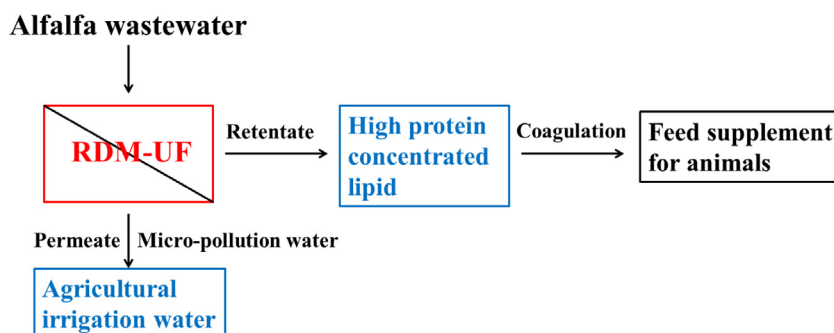 Alfalfa wastewater
RDM-UF
Retentate
High protein
concentrated
lipid
Coagulation
Feed supplement
for animals
Permeate
Micro-pollution water
Agricultural
irrigation water